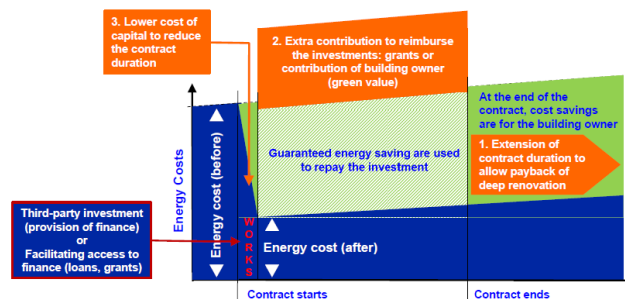 3. Lower cost of
capital to reduce
the contract
duration
2. Extra contribution to reimburse
the investments: grants or
contribution of building owner
(green value)
At the end of the
contract, cost savings
are for the building owner
1. Extension of
contract duration to
allow payback of
deep renovation
Guaranteed energy saving are used
to repay the investment
Energy Costs
Energy cost (before)
Third-party investment
(provision of finance)
or
Facilitating access to
finance (loans, grants)
WORKS
Energy cost (after)
Contract starts
Contract ends